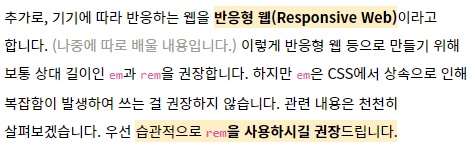 추가로, 기기에 따라 반응하는 웹을 반응형 웹(Responsive Web)이라고
합니다. (나중에 따로 배울 내용입니다.) 이렇게 반응형 웹 등으로 만들기 위해
보통 상대 길이인 em과 rem을 권장합니다. 하지만 em은 CSS에서 상속으로 인해
복잡함이 발생하여 쓰는 걸 권장하지 않습니다. 관련 내용은 천천히
살펴보겠습니다. 우선 습관적으로 rem을 사용하시길 권장드립니다.